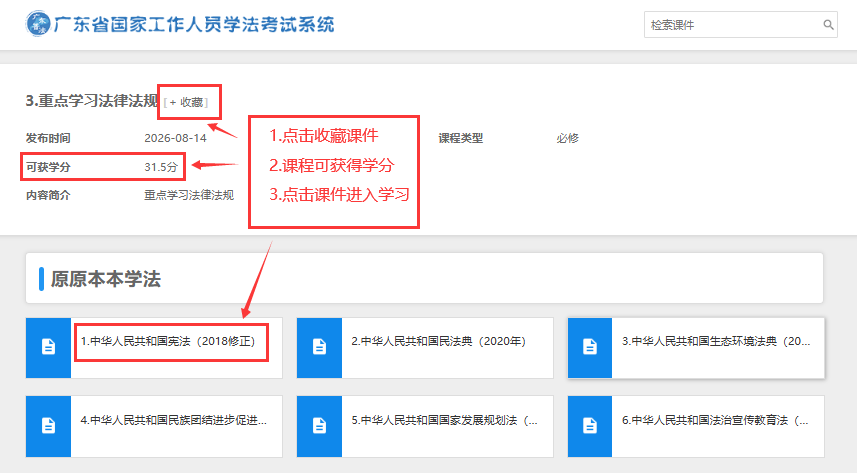 广东省国家工作人员学法考试系统
检索课件
3.重点学习法律法规 [ + 收藏 ]
发布时间 2026-08-14 课程类型 必修
可获学分 31.5分
内容简介 重点学习法律法规
1.点击收藏课件
2.课程可获得学分
3.点击课件进入学习
原原本本学法
1.中华人民共和国宪法（2018修正）
2.中华人民共和国民法典（2020年）
3.中华人民共和国生态环境法典（20...
4.中华人民共和国民族团结进步促进...
5.中华人民共和国国家发展规划法（...
6.中华人民共和国法治宣传教育法（...